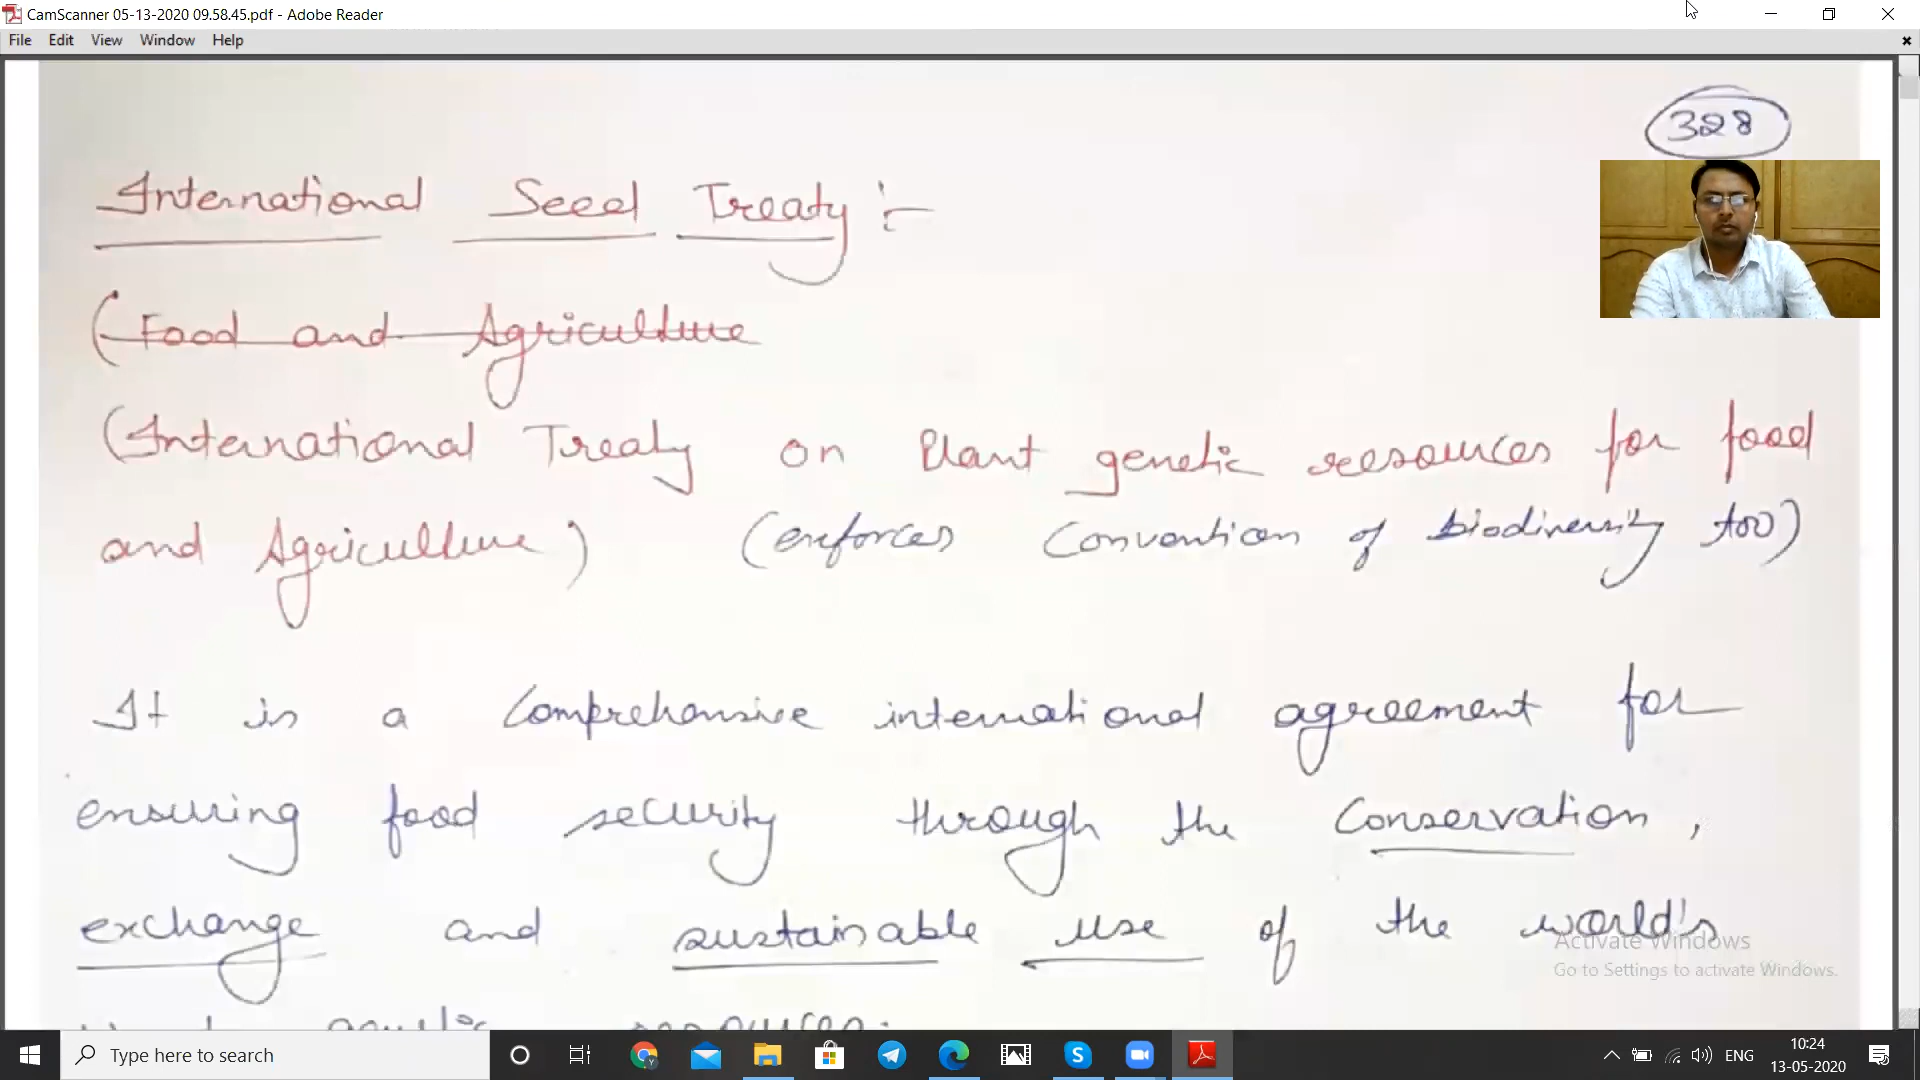 CamScanner 05-13-2020 09.58.45.pdf - Adobe Reader
File Edit View Window Help
328
International Seed Treaty :-
(Food and Agriculture
(International Treaty on Plant genetic resources for food
and Agriculture) (enforces Convention of biodiversity too)
It is a Comprehensive international agreement for
ensuring food security through the Conservation,
exchange and sustainable use of the world's
Activate Windows
Go to Settings to activate Windows.
genetic resources.
Type here to search
ENG
10:24
13-05-2020